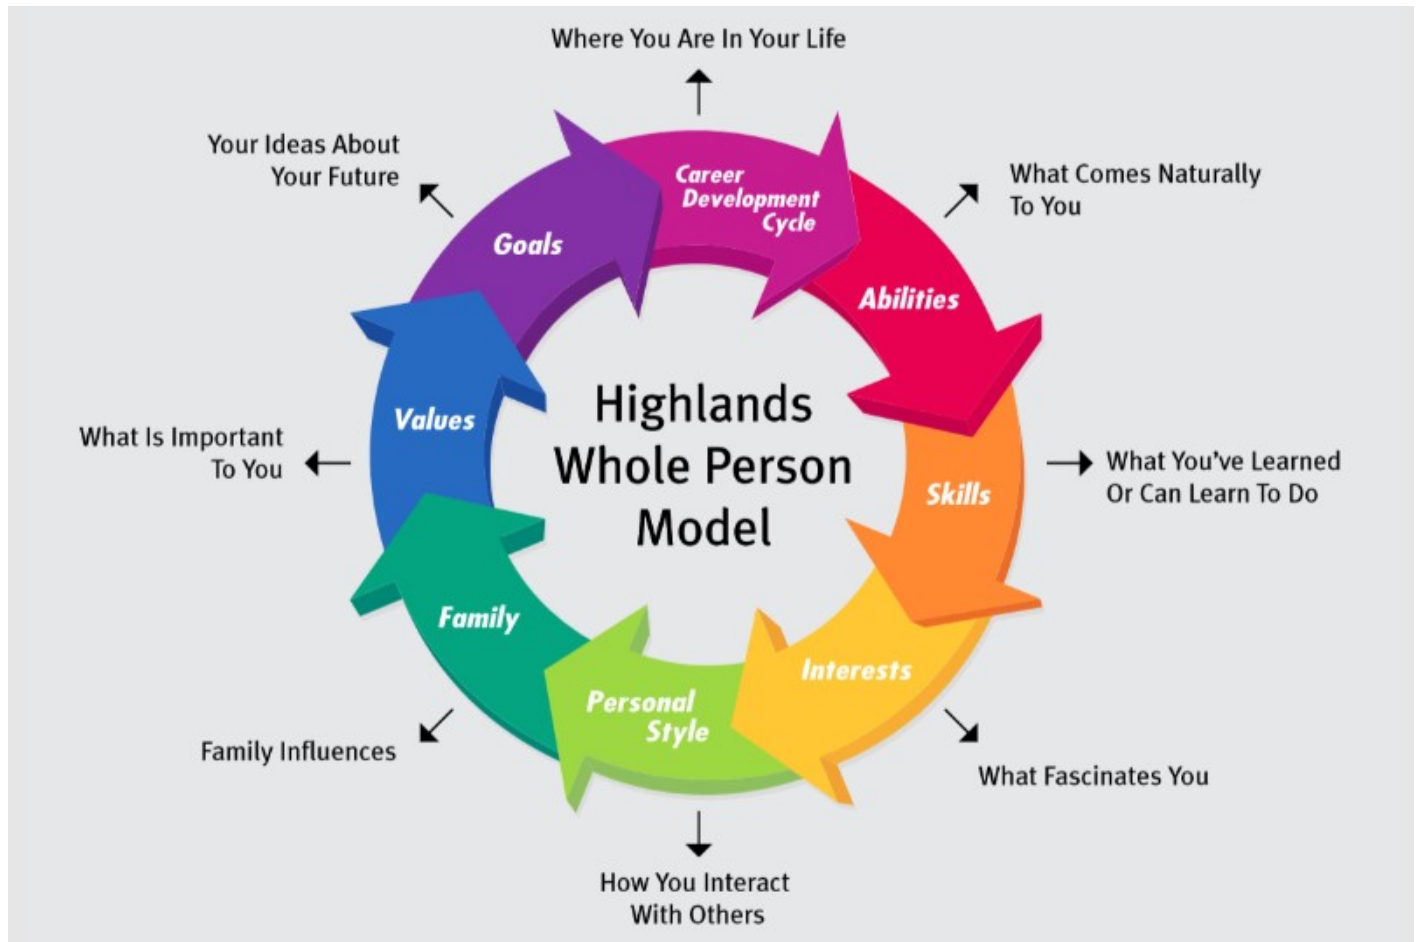 Where You Are In Your Life
Career
Development
Cycle
What Comes Naturally
To You
Abilities
What You've Learned
Or Can Learn To Do
Skills
What Fascinates You
Interests
How You Interact
With Others
Personal
Style
Family Influences
Family
What Is Important
To You
Values
Your Ideas About
Your Future
Goals
Highlands
Whole Person
Model